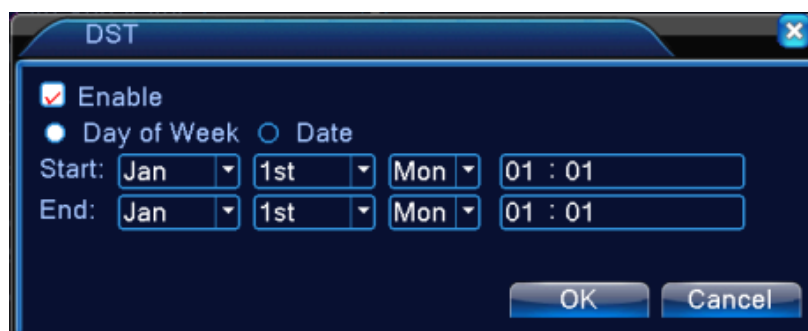 DST
Enable
Day of Week Date
Start: Jan 1st Mon 01 : 01
End: Jan 1st Mon 01 : 01
OK Cancel